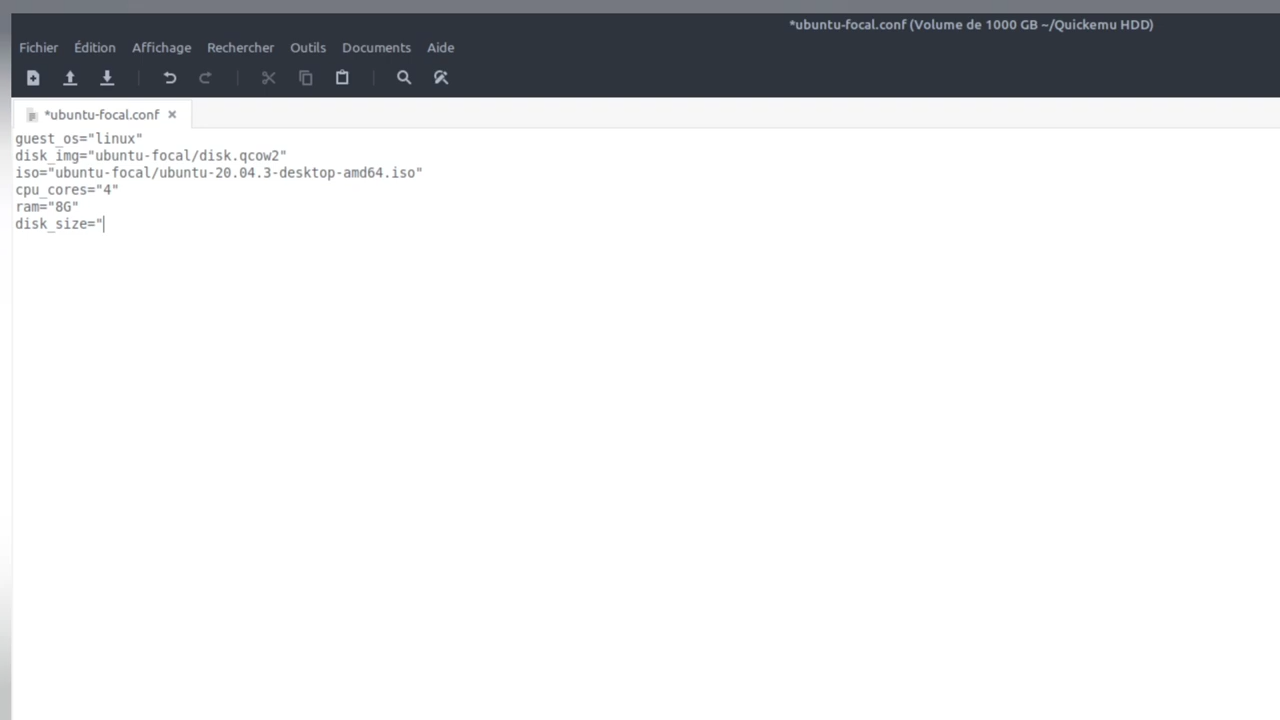 *ubuntu-focal.conf (Volume de 1000 GB ~/Quickemu HDD)
Fichier Édition Affichage Rechercher Outils Documents Aide
*ubuntu-focal.conf
guest_os="linux"
disk_img="ubuntu-focal/disk.qcow2"
iso="ubuntu-focal/ubuntu-20.04.3-desktop-amd64.iso"
cpu_cores="4"
ram="8G"
disk_size="